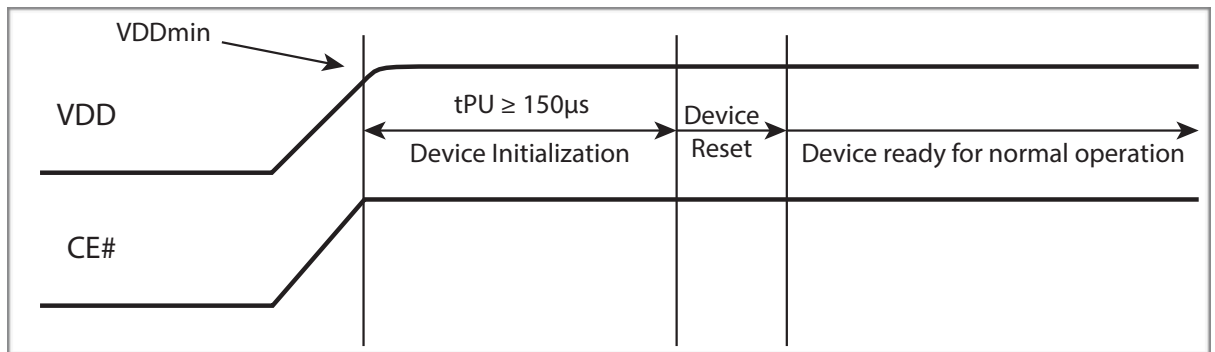 VDDmin
VDD
tPU ≥ 150µs
Device Initialization
Device
Reset
Device ready for normal operation
CE#